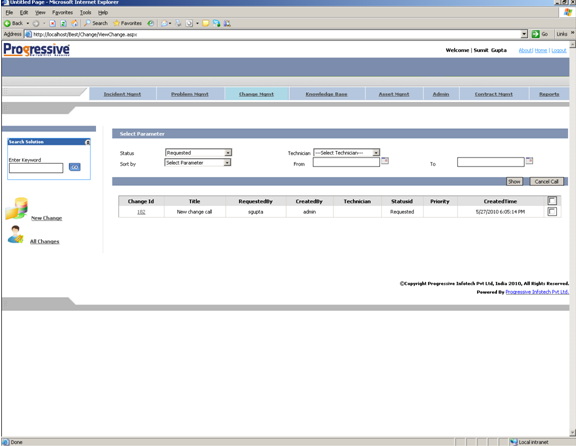 Untitled Page - Microsoft Internet Explorer
File Edit View Favorites Tools Help
Back Search Favorites
Address http://localhost/Best/Change/ViewChange.aspx Go Links »
Progressive
Welcome | Sumit Gupta About| Home | Logout
Incident Mgmt Problem Mgmt Change Mgmt Knowledge Base Asset Mgmt Admin Contract Mgmt Reports
Search Solution
Enter Keyword
GO
New Change
All Changes
Select Parameter
Status Requested Technician ---Select Technician---
Sort by Select Parameter From To
Show Cancel Call
Change Id Title RequestedBy CreatedBy Technician Statusid Priority CreatedTime
182 New change call sgupta admin Requested 5/27/2010 6:05:14 PM
©Copyright Progressive Infotech Pvt Ltd, India 2010, All Rights Reserved.
Powered By Progressive Infotech Pvt Ltd.
Done Local intranet